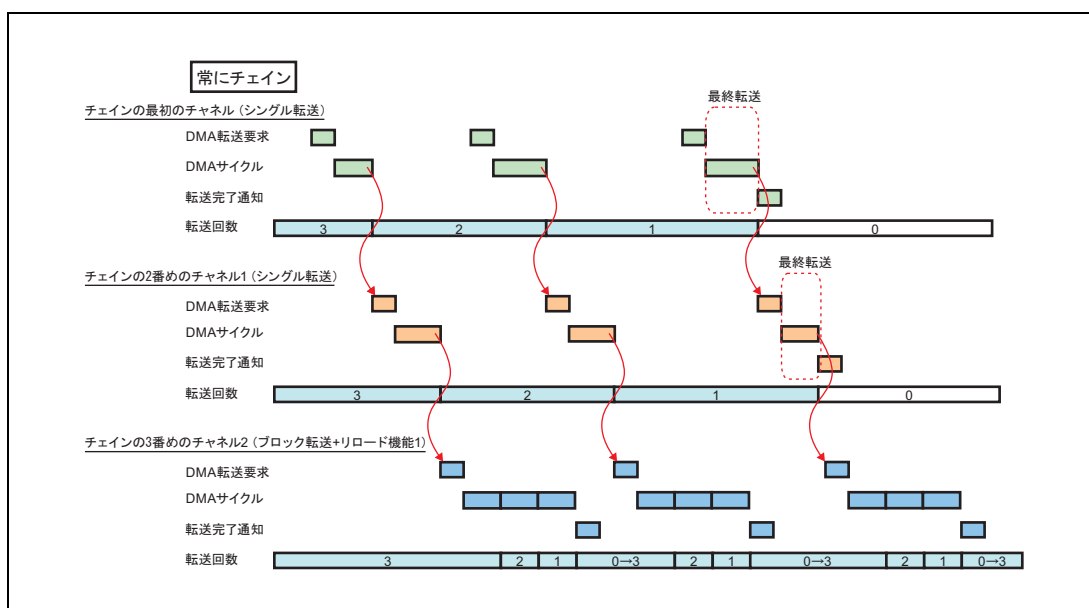 常にチェイン
チェインの最初のチャネル（シングル転送）
最終転送
DMA転送要求
DMAサイクル
転送完了通知
転送回数 3 2 1 0
チェインの2番めのチャネル1（シングル転送）
最終転送
DMA転送要求
DMAサイクル
転送完了通知
転送回数 3 2 1 0
チェインの3番めのチャネル2（ブロック転送+リロード機能1）
DMA転送要求
DMAサイクル
転送完了通知
転送回数 3 2 1 0→3 2 1 0→3 2 1 0→3